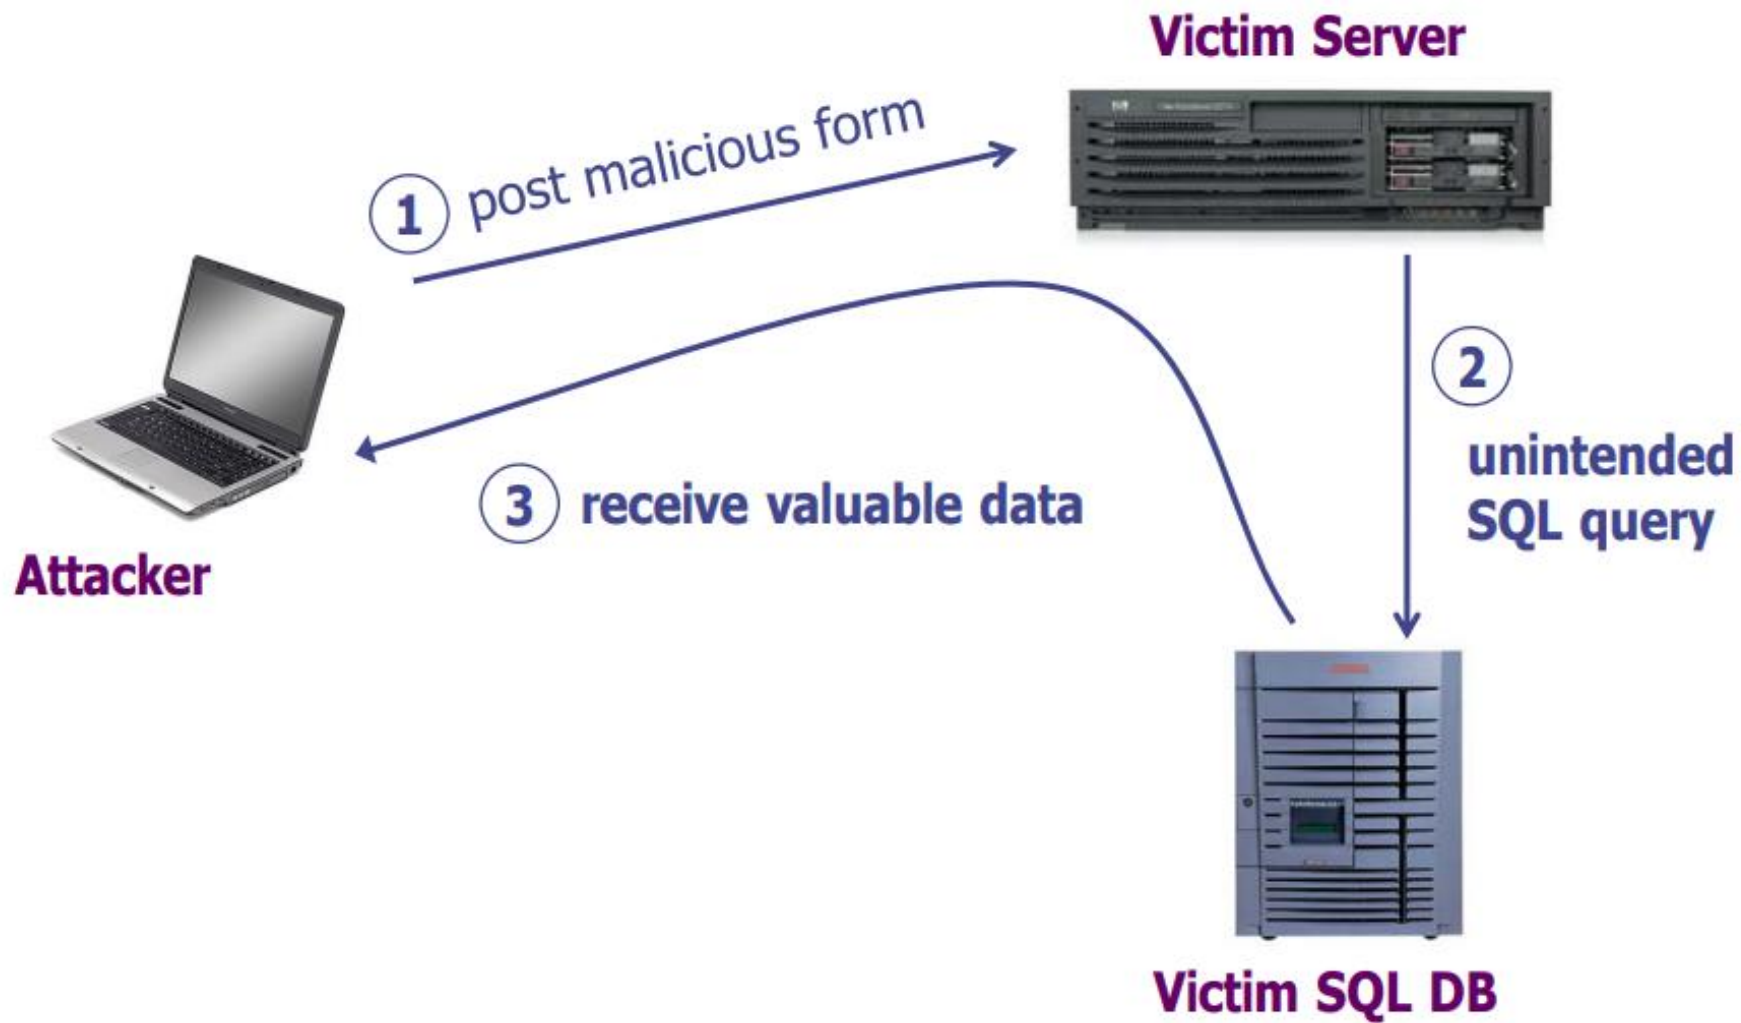 Victim Server
1 post malicious form
2
unintended
SQL query
3 receive valuable data
Attacker
Victim SQL DB